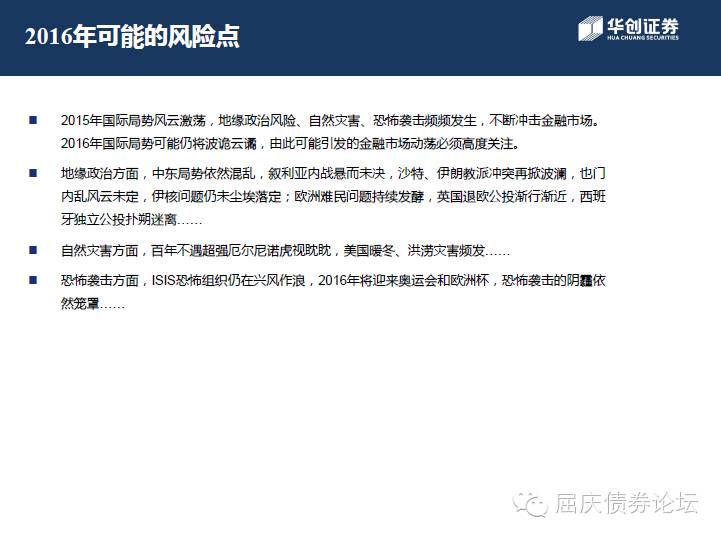 2016年可能的风险点
华创证券
HUA CHUANG SECURITIES
2015年国际局势风云激荡，地缘政治风险、自然灾害、恐怖袭击频频发生，不断冲击金融市场。
2016年国际局势可能仍将波诡云谲，由此可能引发的金融市场动荡必须高度关注。
地缘政治方面，中东局势依然混乱，叙利亚内战悬而未决，沙特、伊朗教派冲突再掀波澜，也门
内乱风云未定，伊核问题仍未尘埃落定；欧洲难民问题持续发酵，英国退欧公投渐行渐近，西班
牙独立公投扑朔迷离……
自然灾害方面，百年不遇超强厄尔尼诺虎视眈眈，美国暖冬、洪涝灾害频发……
恐怖袭击方面，ISIS恐怖组织仍在兴风作浪，2016年将迎来奥运会和欧洲杯，恐怖袭击的阴霾依
然笼罩……
屈庆债券论坛